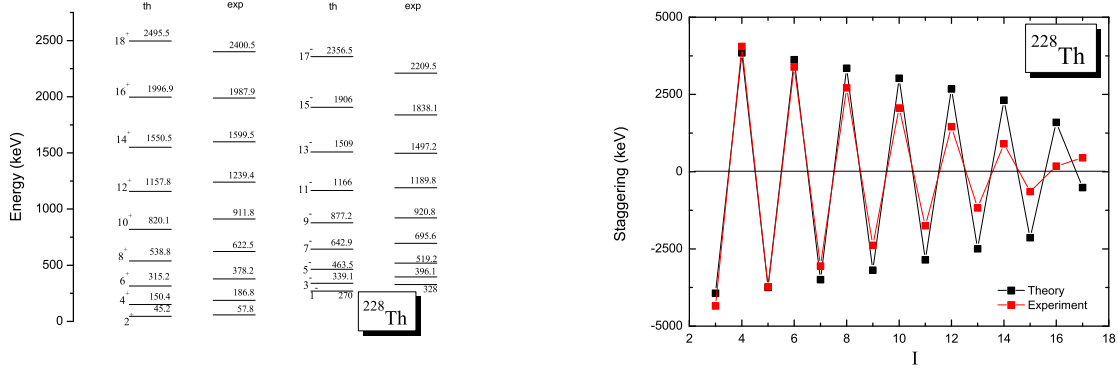 th exp th exp
18+ 2495.5 2400.5 17- 2356.5 2209.5
16+ 1996.9 1987.9 15- 1906 1838.1
14+ 1550.5 1599.5 13- 1509 1497.2
12+ 1157.8 1239.4 11- 1166 1189.8
10+ 820.1 911.8 9- 877.2 920.8
8+ 538.8 622.5 7- 642.9 695.6
6+ 315.2 378.2 5- 463.5 519.2
4+ 150.4 186.8 3- 339.1 396.1
2+ 45.2 57.8 1- 270 328
2500
2000
1500
1000
500
0
Energy (keV)
228Th
5000
2500
0
-2500
-5000
Staggering (keV)
228Th
Theory
Experiment
2 4 6 8 10 12 14 16 18
I